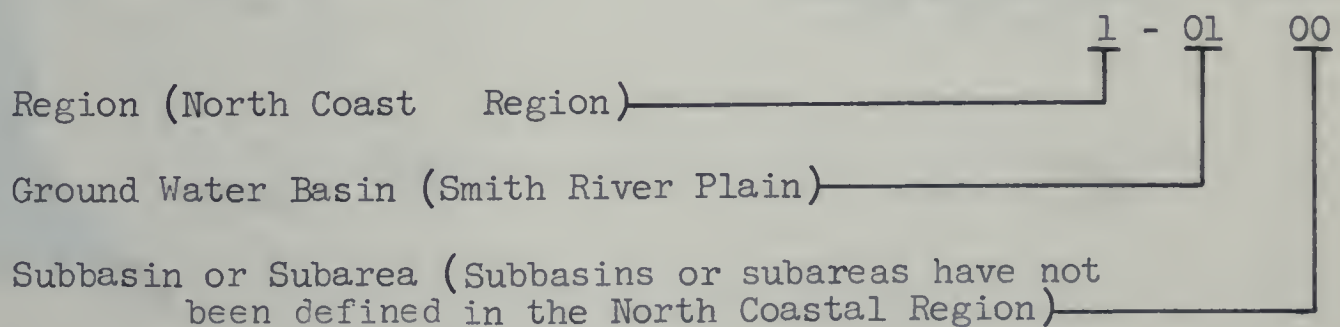 1 - 01 00
Region (North Coast Region)
Ground Water Basin (Smith River Plain)
Subbasin or Subarea (Subbasins or subareas have not
been defined in the North Coastal Region)